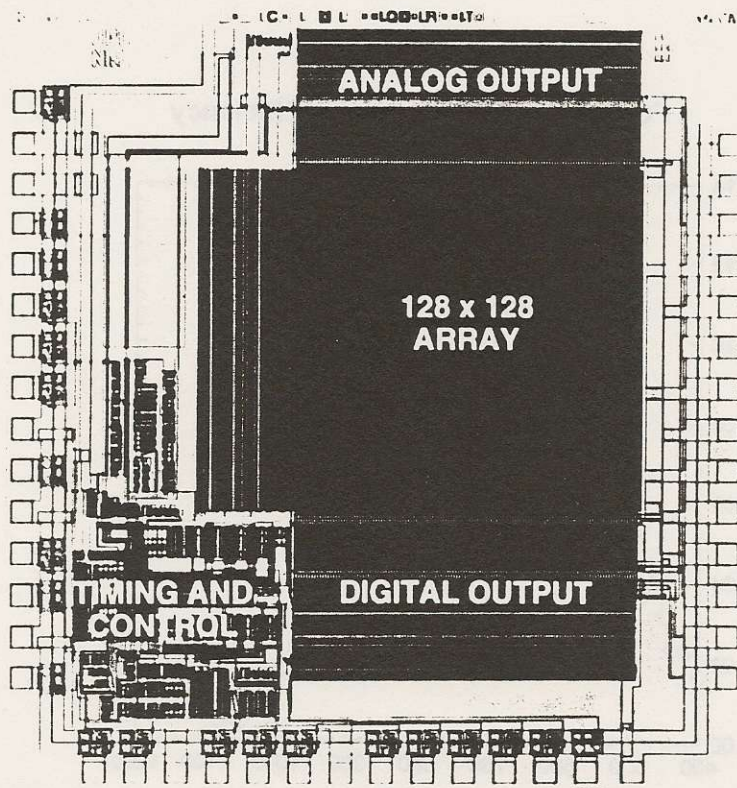 ANALOG OUTPUT
128 x 128
ARRAY
TIMING AND
CONTROL
DIGITAL OUTPUT